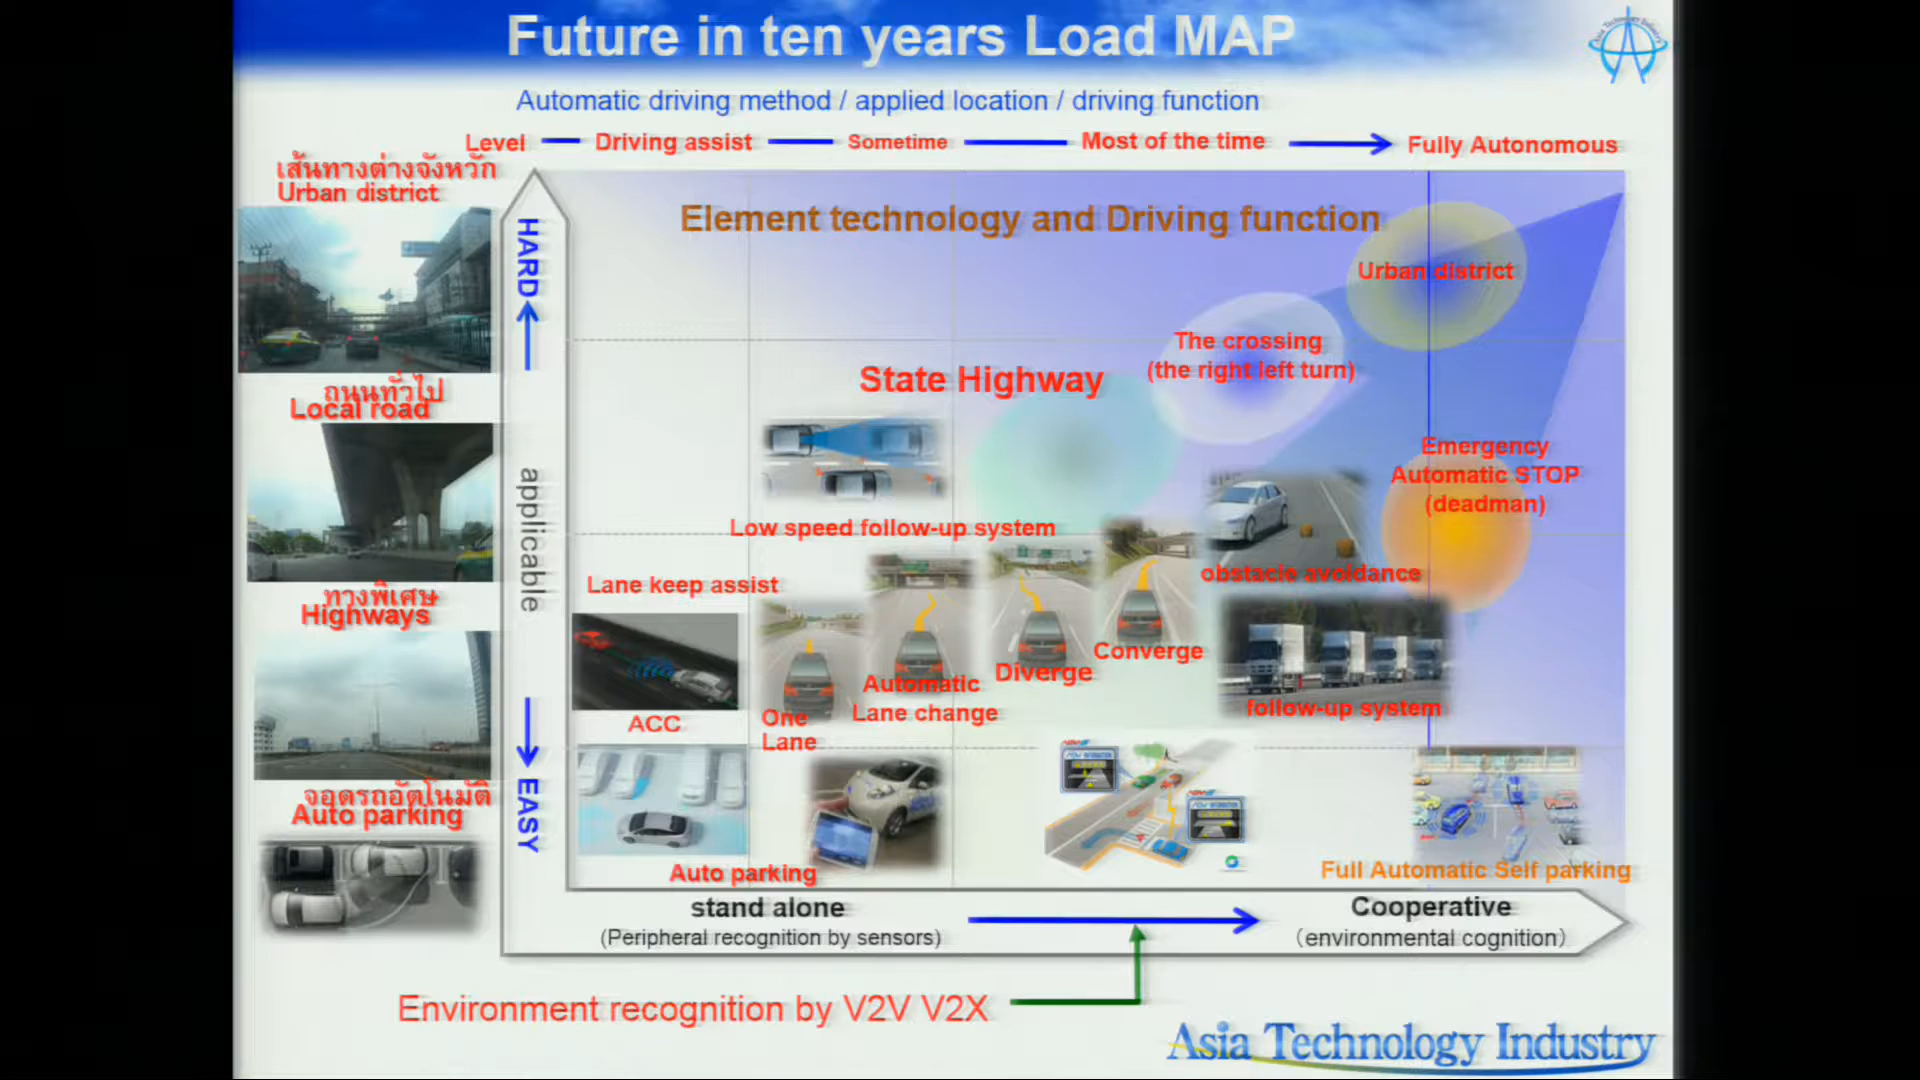 Future in ten years Load MAP
Automatic driving method / applied location / driving function
Level
Driving assist
Sometime
Most of the time
Fully Autonomous
เส้นทางต่างจังหวัก
Urban district
HARD
Element technology and Driving function
Urban district
The crossing
(the right left turn)
State Highway
ถนนทั่วไป
Local road
applicable
Emergency
Automatic STOP
(deadman)
Low speed follow-up system
Lane keep assist
obstacle avoidance
ทางพิเศษ
Highways
Converge
Diverge
Automatic
Lane change
follow-up system
ACC
One
Lane
จอดรถอัตโนมัติ
Auto parking
EASY
Auto parking
Full Automatic Self parking
stand alone
(Peripheral recognition by sensors)
Cooperative
(environmental cognition)
Environment recognition by V2V V2X
Asia Technology Industry